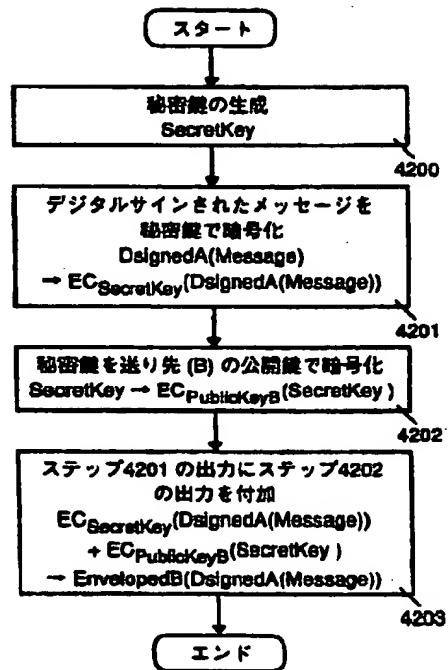 スタート
秘密鍵の生成
SecretKey
4200
デジタルサインされたメッセージを
秘密鍵で暗号化
DsignedA(Message)
→ EC_SecretKey(DsignedA(Message))
4201
秘密鍵を送り先 (B) の公開鍵で暗号化
SecretKey → EC_PublicKeyB(SecretKey)
4202
ステップ4201 の出力にステップ4202
の出力を付加
EC_SecretKey(DsignedA(Message))
+ EC_PublicKeyB(SecretKey)
→ EnvelopedB(DsignedA(Message))
4203
エンド